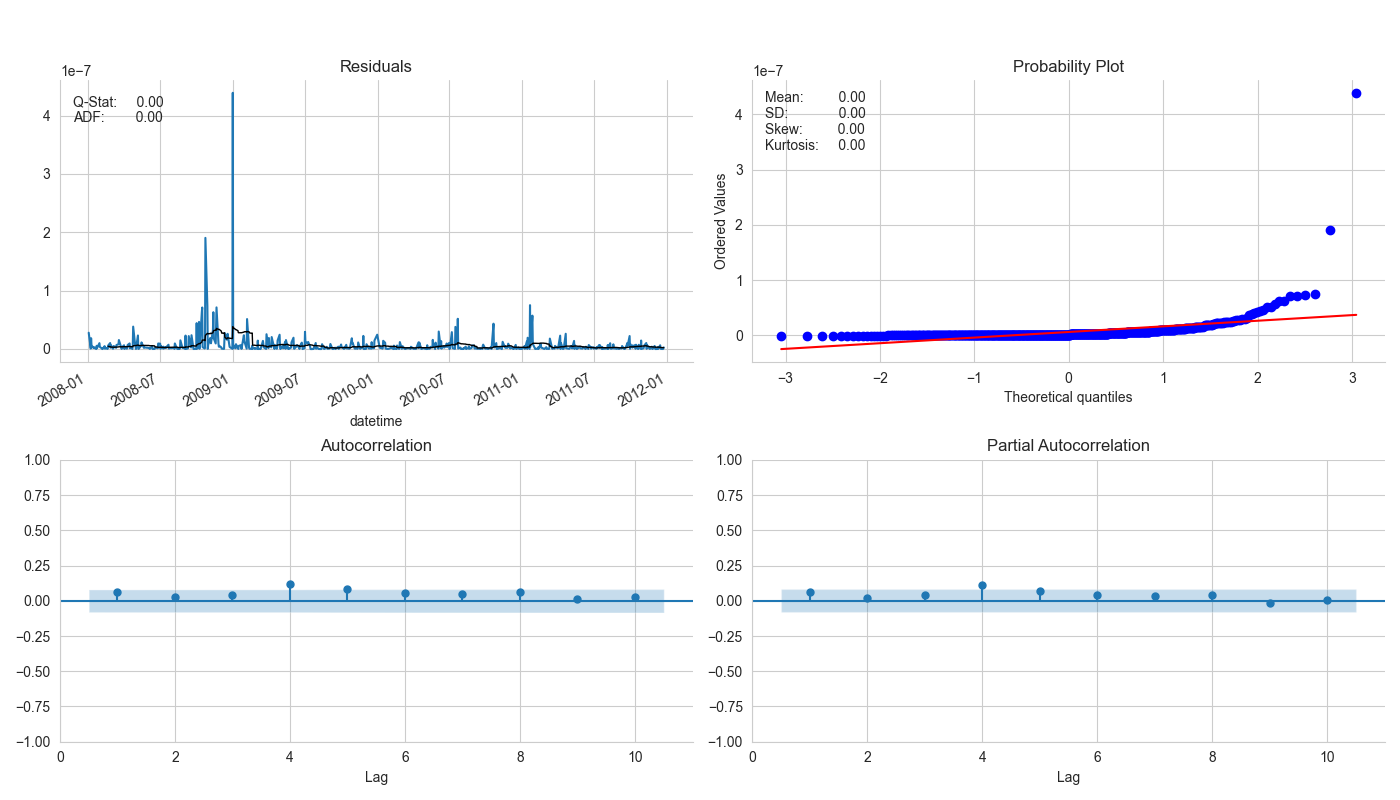 Residuals
1e−7
Q-Stat: 0.00
ADF: 0.00
4
3
2
1
0
2008-01
2008-07
2009-01
2009-07
2010-01
2010-07
2011-01
2011-07
2012-01
datetime
Probability Plot
1e−7
Mean: 0.00
SD: 0.00
Skew: 0.00
Kurtosis: 0.00
Ordered Values
4
3
2
1
0
−3 −2 −1 0 1 2 3
Theoretical quantiles
Autocorrelation
1.00
0.75
0.50
0.25
0.00
−0.25
−0.50
−0.75
−1.00
0 2 4 6 8 10
Lag
Partial Autocorrelation
1.00
0.75
0.50
0.25
0.00
−0.25
−0.50
−0.75
−1.00
0 2 4 6 8 10
Lag